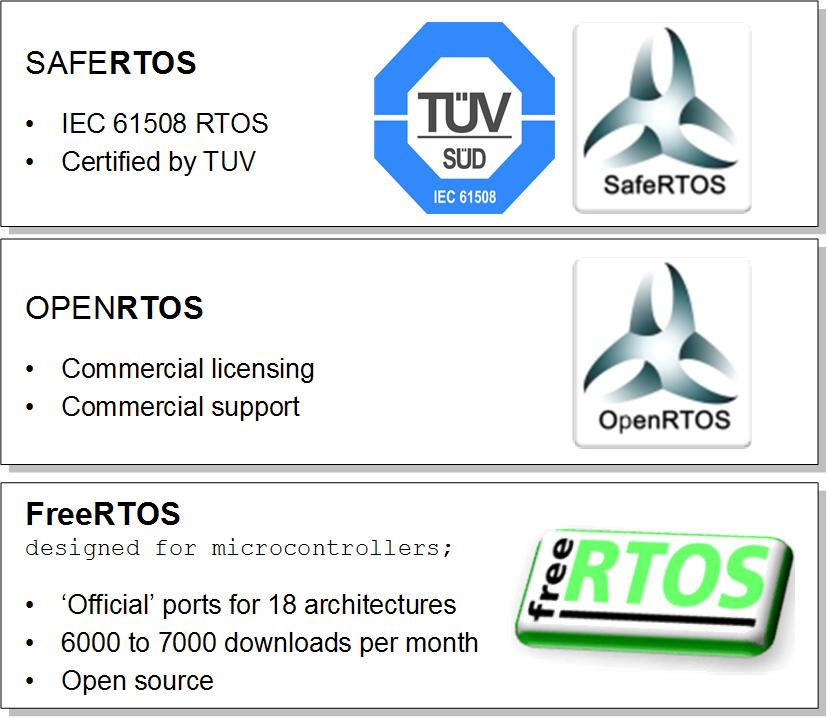 SAFERTOS
• IEC 61508 RTOS
• Certified by TUV
TÜV
SÜD
IEC 61508
SafeRTOS
OPENRTOS
• Commercial licensing
• Commercial support
OpenRTOS
FreeRTOS
designed for microcontrollers;
• ‘Official’ ports for 18 architectures
• 6000 to 7000 downloads per month
• Open source
free
RTOS